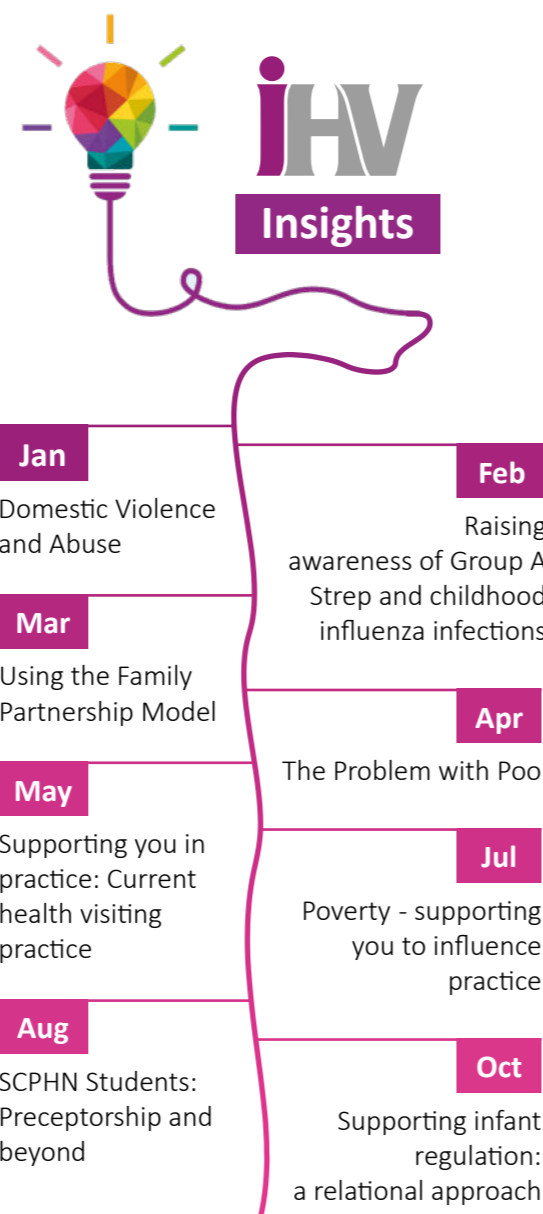 iHV
Insights
Jan
Domestic Violence
and Abuse
Feb
Raising
awareness of Group A
Strep and childhood
influenza infections
Mar
Using the Family
Partnership Model
Apr
The Problem with Poo
May
Supporting you in
practice: Current
health visiting
practice
Jul
Poverty - supporting
you to influence
practice
Aug
SCPHN Students:
Preceptorship and
beyond
Oct
Supporting infant
regulation:
a relational approach